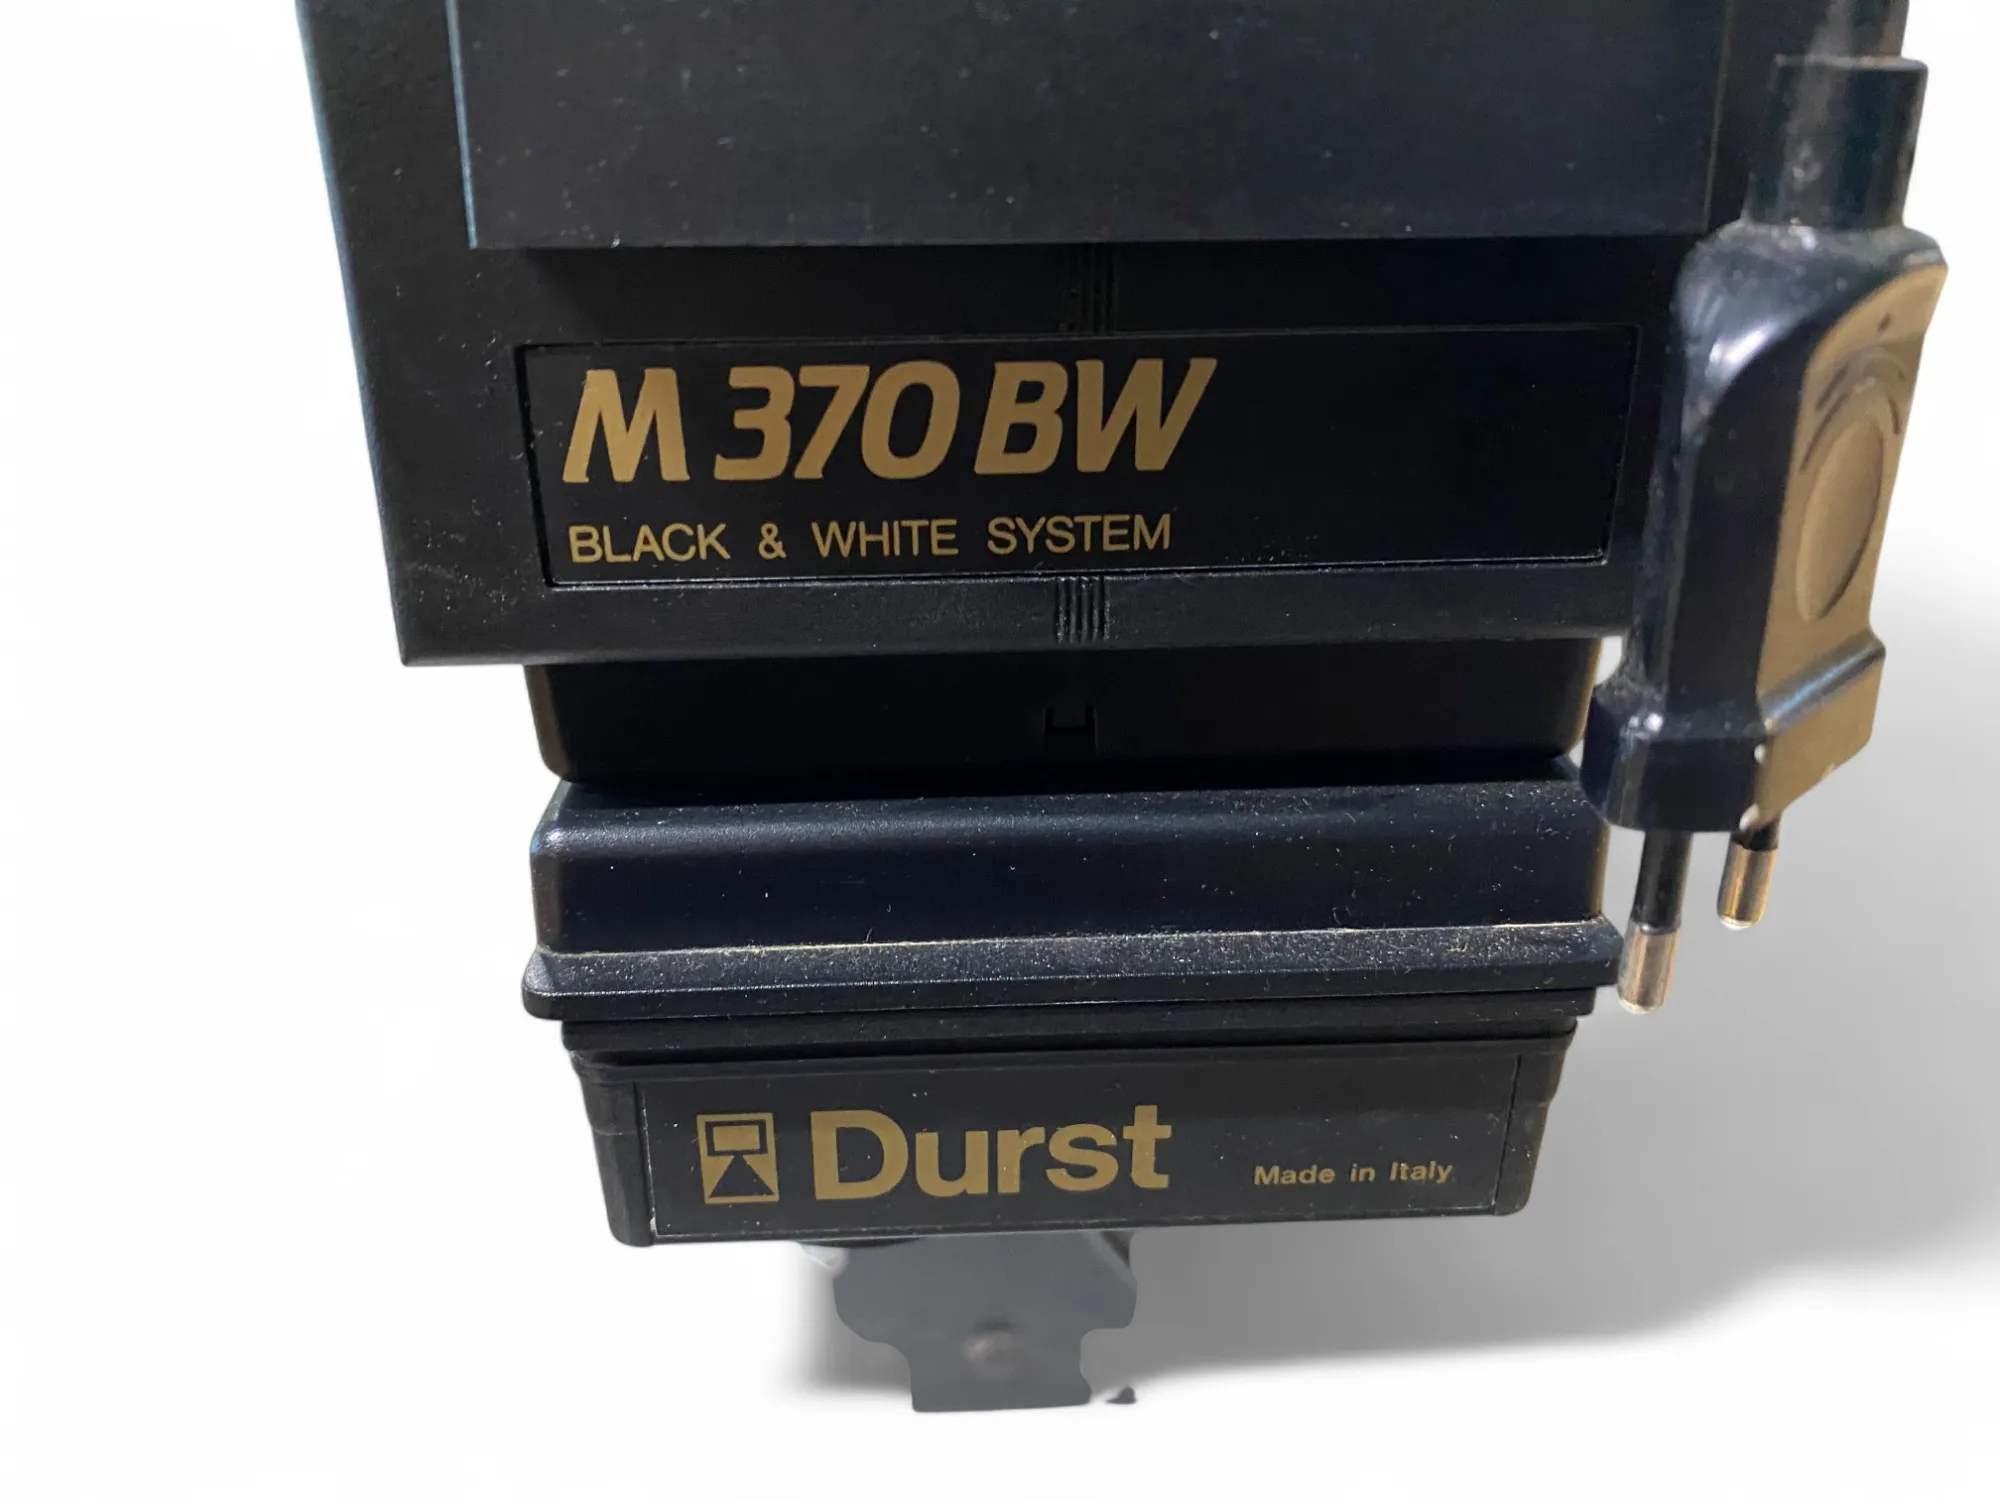 M 370 BW
BLACK & WHITE SYSTEM
Durst Made in Italy